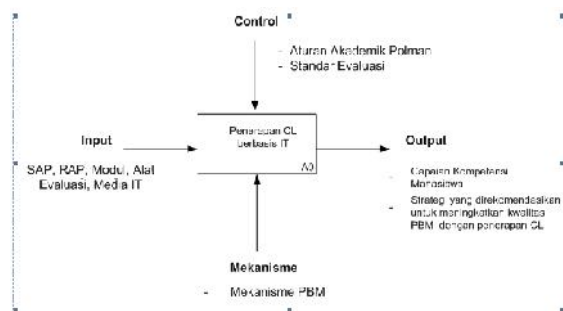 Control
- Aturan Akademik Polman
- Standar Evaluasi
Penerapan CL
berbasis IT
A0
Input
SAP, RAP, Modul, Alat
Evaluasi, Media IT
Output
- Capaian Kompetensi
Mahasiswa
- Strategi yang direkomendasikan
untuk meningkatkan kwalitas
PBM dengan penerapan CL
Mekanisme
- Mekanisme PBM